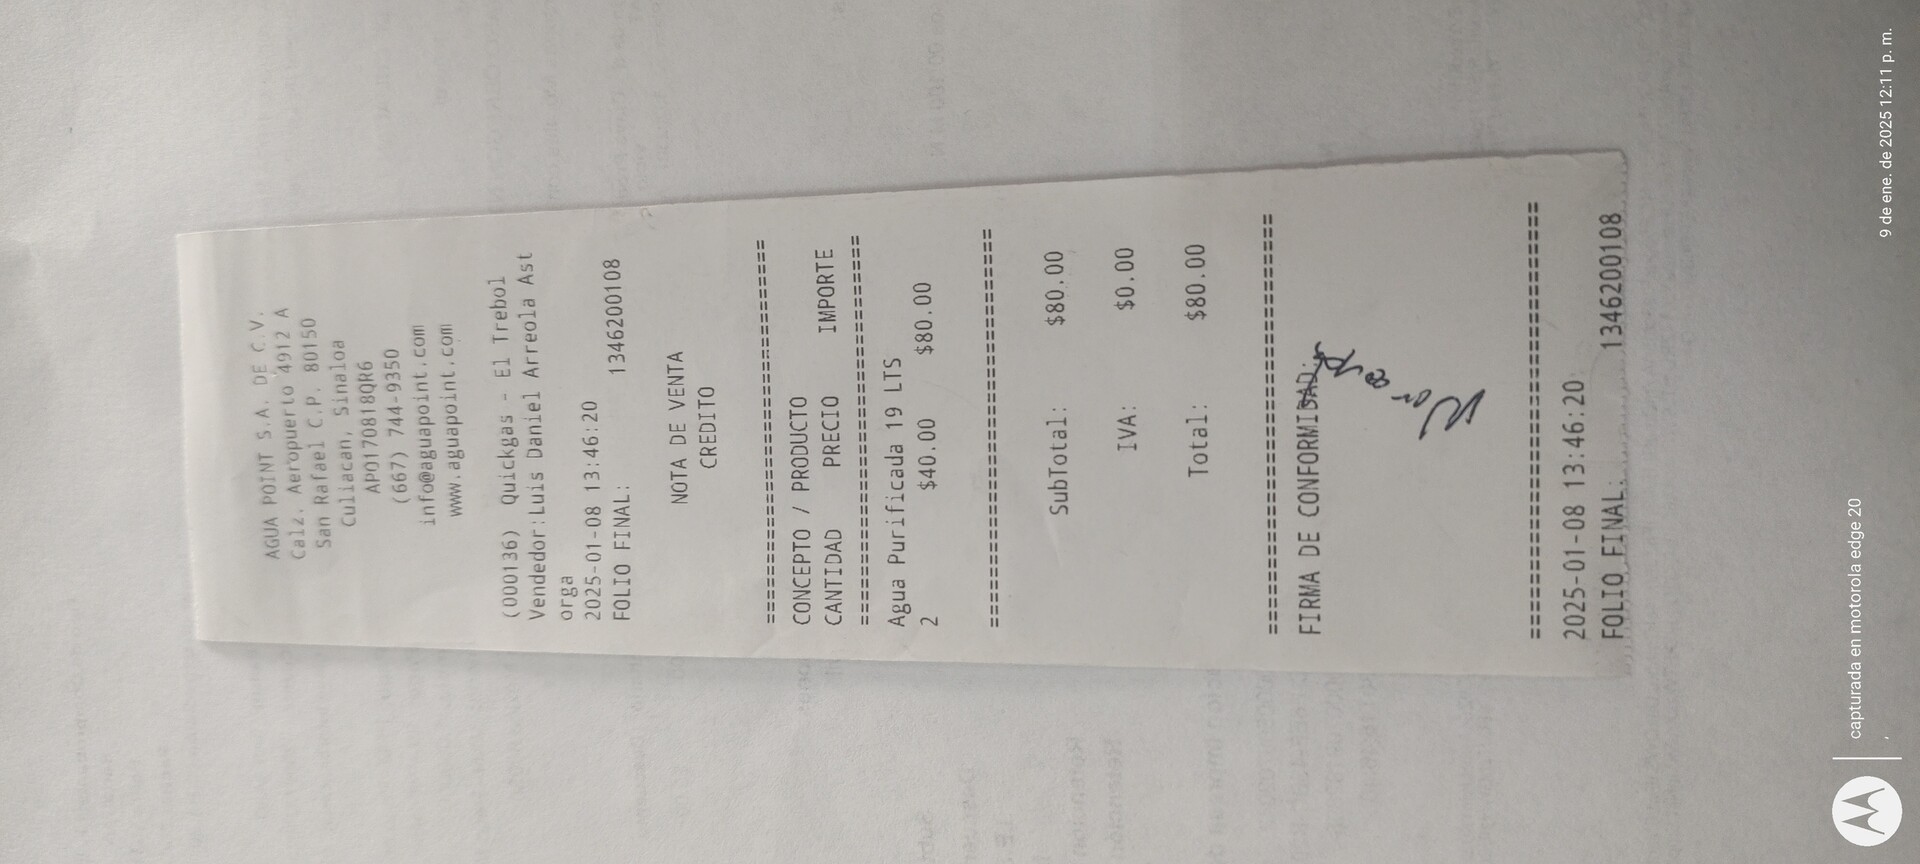 AGUA POINT S.A. DE C.V.
Calz. Aeropuerto 4912 A
San Rafael C.P. 80150
Culiacan, Sinaloa
APO170818QR6
(667) 744-9350
info@aguapoint.com
www.aguapoint.com
(000136) Quickgas - El Trebol
Vendedor:Luis Daniel Arreola Ast
orga
2025-01-08 13:46:20
FOLIO FINAL: 1346200108
NOTA DE VENTA
CREDITO
================================
CONCEPTO / PRODUCTO
CANTIDAD PRECIO IMPORTE
================================
Agua Purificada 19 LTS
2 $40.00 $80.00
================================
SubTotal: $80.00
IVA: $0.00
Total: $80.00
================================
FIRMA DE CONFORMIDAD:
================================
2025-01-08 13:46:20
FOLIO FINAL: 1346200108
capturada en motorola edge 20
9 de ene. de 2025 12:11 p. m.